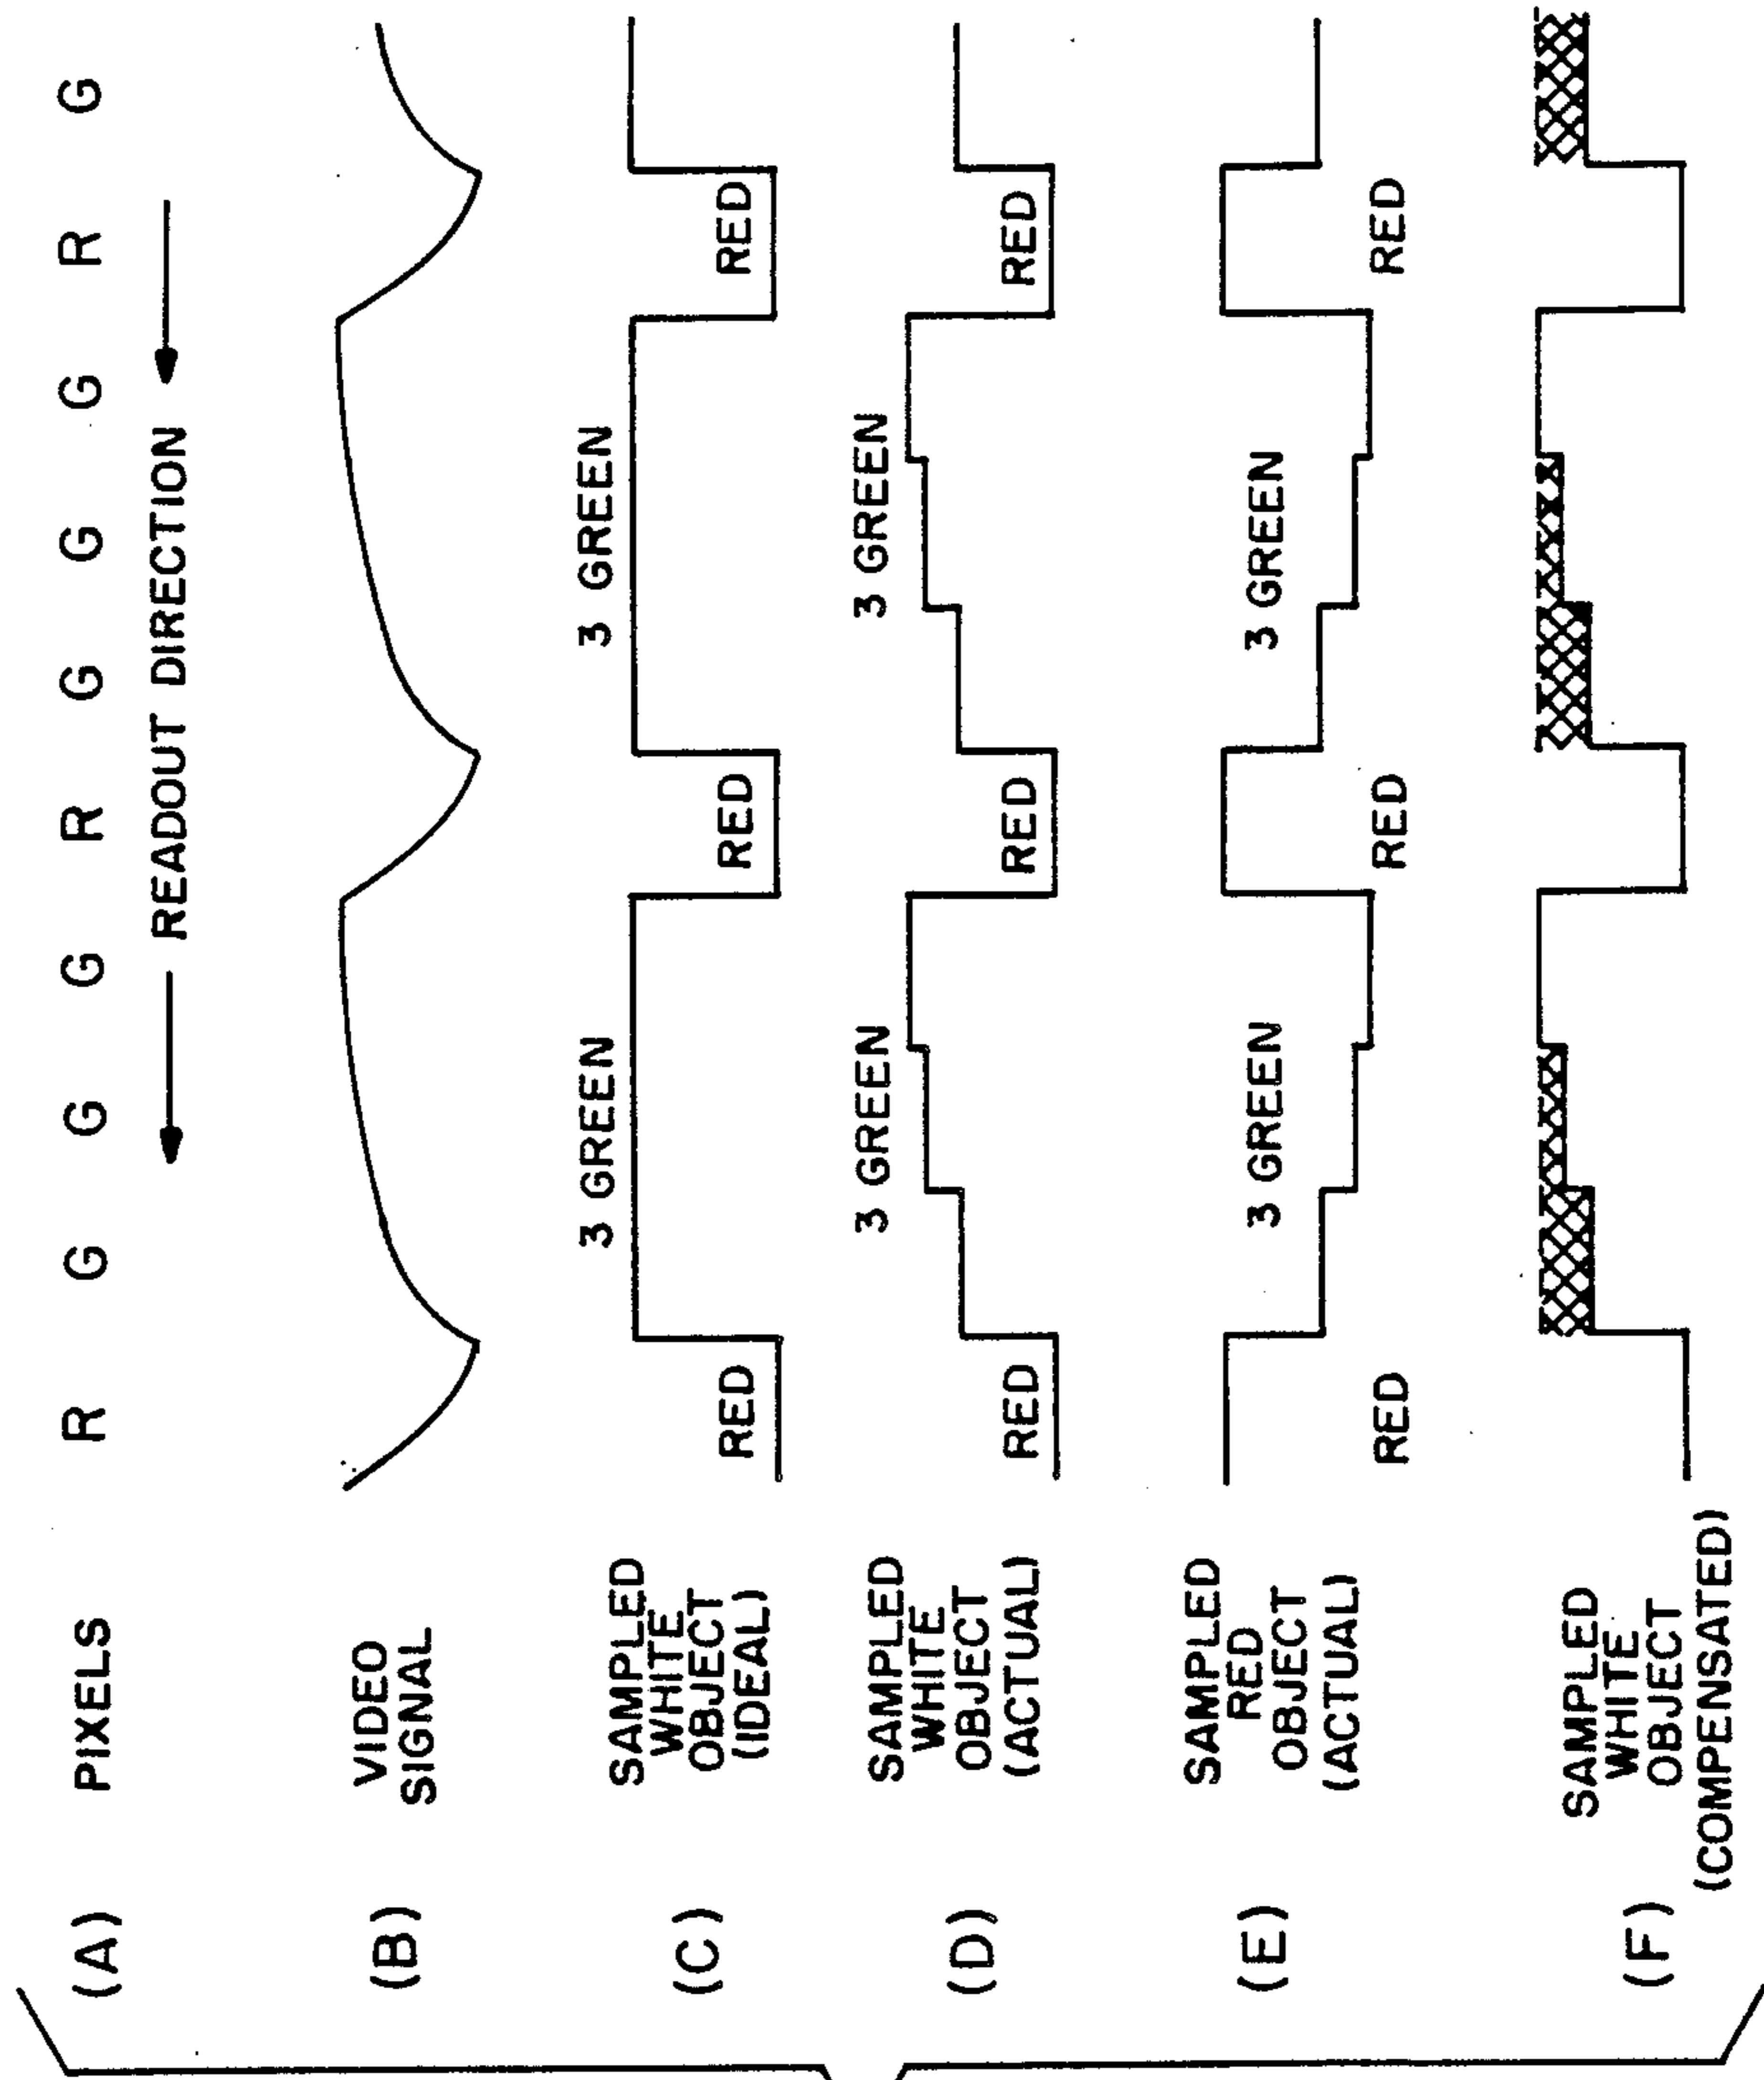 (A) PIXELS R G G G R G G G R G
READOUT DIRECTION
(B) VIDEO
SIGNAL
(C) SAMPLED
WHITE
OBJECT
(IDEAL)
RED 3 GREEN RED 3 GREEN RED
(D) SAMPLED
WHITE
OBJECT
(ACTUAL)
RED 3 GREEN RED 3 GREEN RED
(E) SAMPLED
RED
OBJECT
(ACTUAL)
RED 3 GREEN RED 3 GREEN RED
(F) SAMPLED
WHITE
OBJECT
(COMPENSATED)